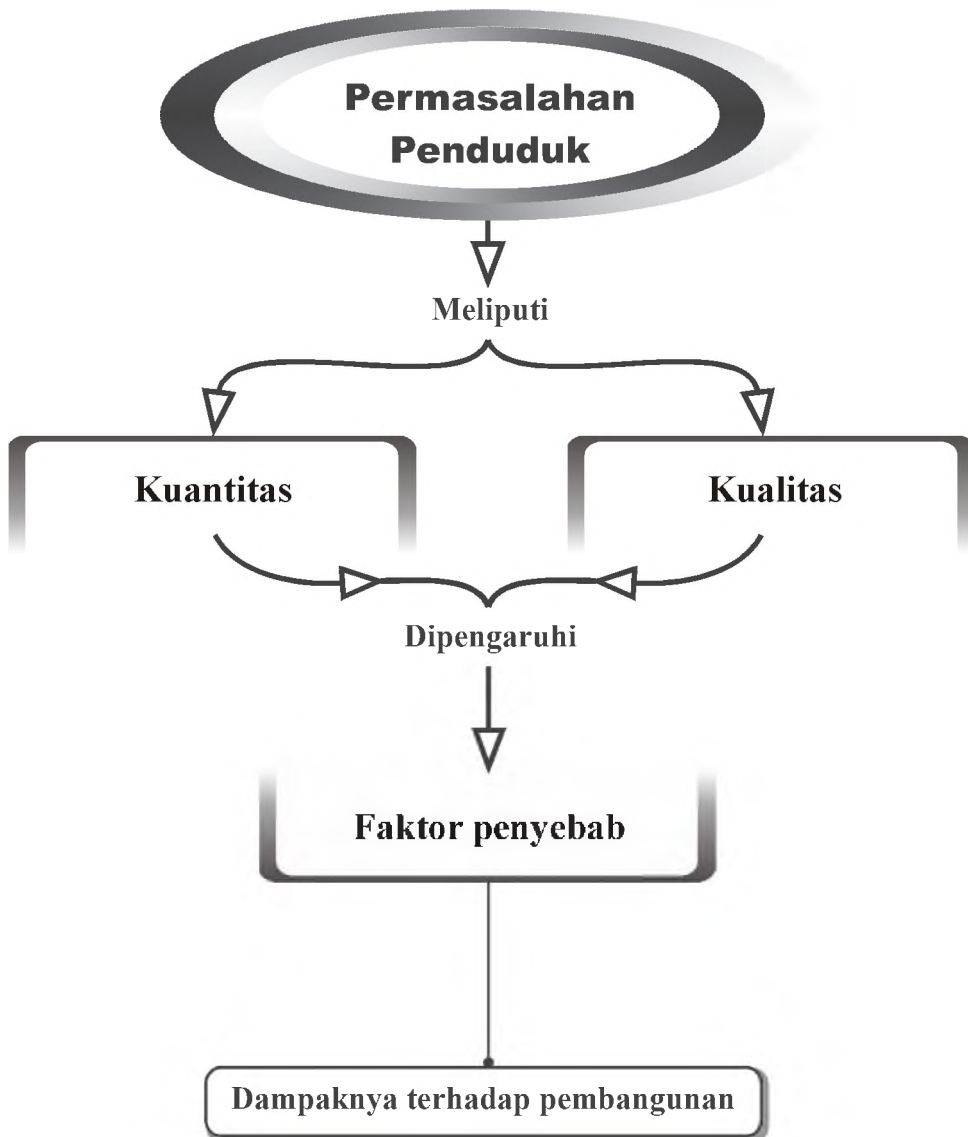 Permasalahan
Penduduk
Meliputi
Kuantitas
Kualitas
Dipengaruhi
Faktor penyebab
Dampaknya terhadap pembangunan